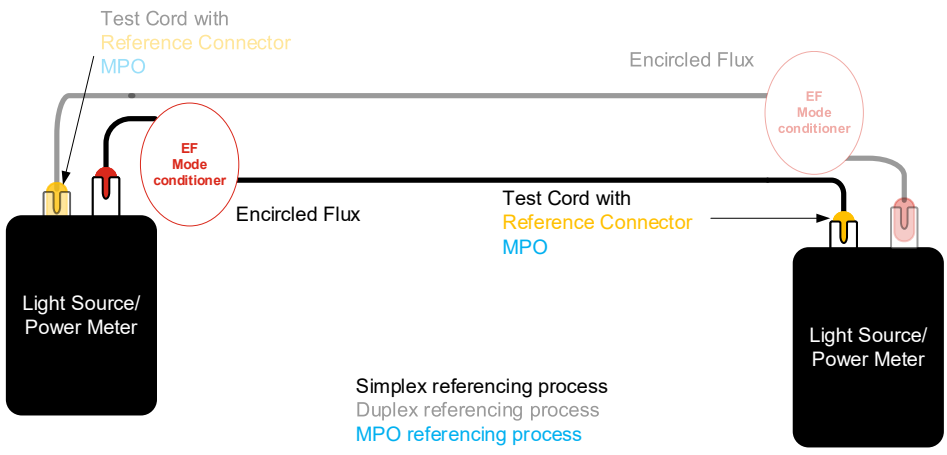 Test Cord with
Reference Connector
MPO
Encircled Flux
EF
Mode
conditioner
EF
Mode
conditioner
Encircled Flux
Test Cord with
Reference Connector
MPO
Light Source/
Power Meter
Light Source/
Power Meter
Simplex referencing process
Duplex referencing process
MPO referencing process